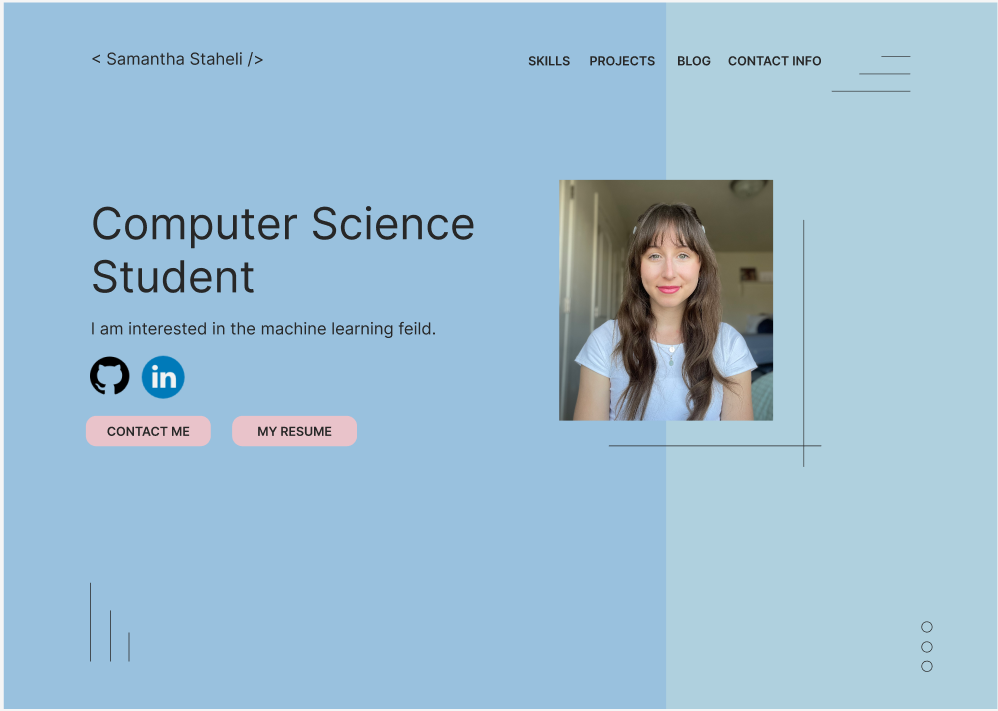 < Samantha Staheli />
SKILLS PROJECTS BLOG CONTACT INFO
Computer Science
Student
I am interested in the machine learning feild.
in
CONTACT ME MY RESUME